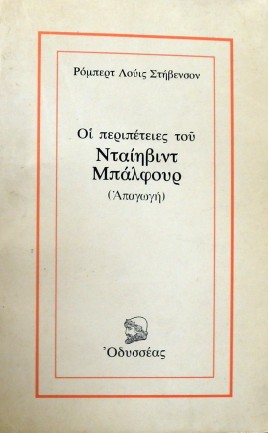 Ρόμπερτ Λούις Στήβενσον
Οἱ περιπέτειες τοῦ
Νταίηβιντ
Μπάλφουρ
(Ἀπαγωγή)
Ὀδυσσέας